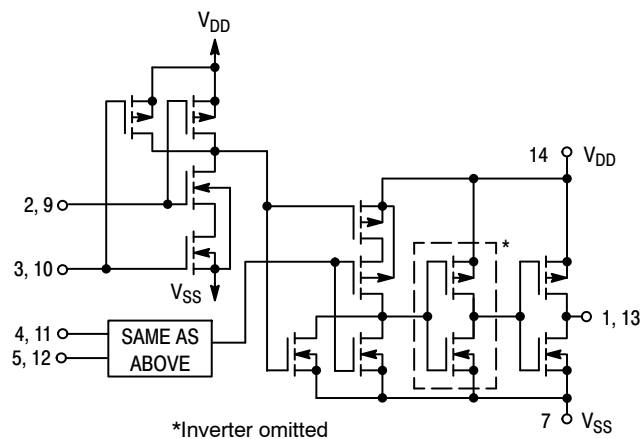 VDD
14
VDD
2, 9
3, 10
VSS
*
1, 13
4, 11
5, 12
SAME AS
ABOVE
7
VSS
*Inverter omitted